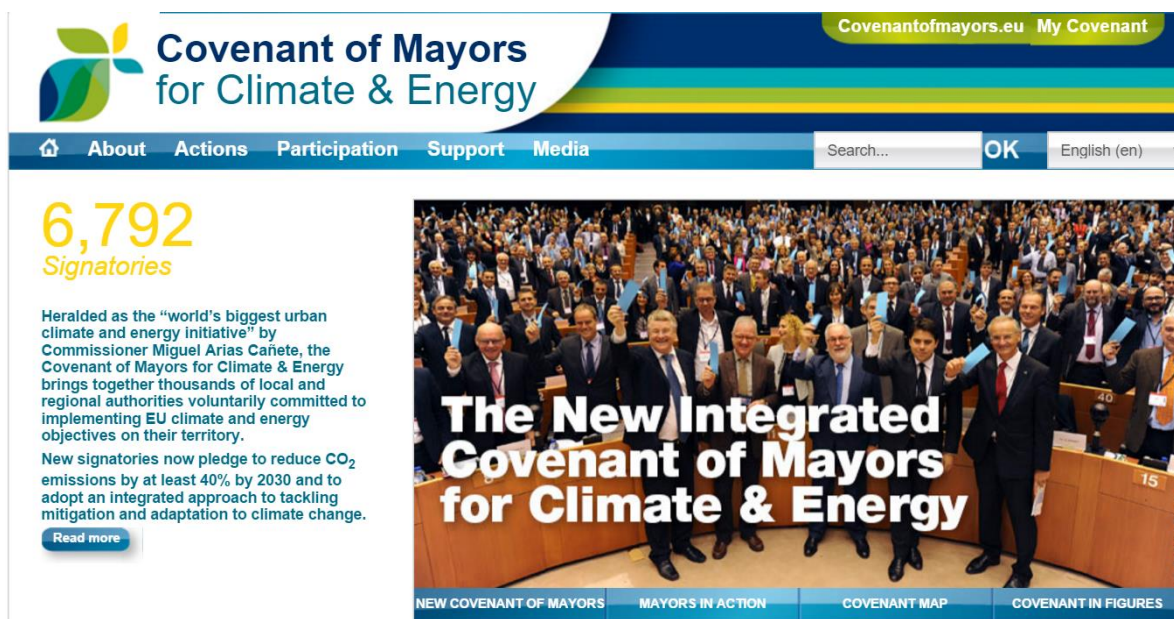 Covenantofmayors.eu My Covenant
Covenant of Mayors
for Climate & Energy
About Actions Participation Support Media
Search... OK English (en)
6,792
Signatories
Heralded as the “world’s biggest urban
climate and energy initiative” by
Commissioner Miguel Arias Cañete, the
Covenant of Mayors for Climate & Energy
brings together thousands of local and
regional authorities voluntarily committed to
implementing EU climate and energy
objectives on their territory.
New signatories now pledge to reduce CO₂
emissions by at least 40% by 2030 and to
adopt an integrated approach to tackling
mitigation and adaptation to climate change.
Read more
The New Integrated
Covenant of Mayors
for Climate & Energy
40
15
NEW COVENANT OF MAYORS MAYORS IN ACTION COVENANT MAP COVENANT IN FIGURES